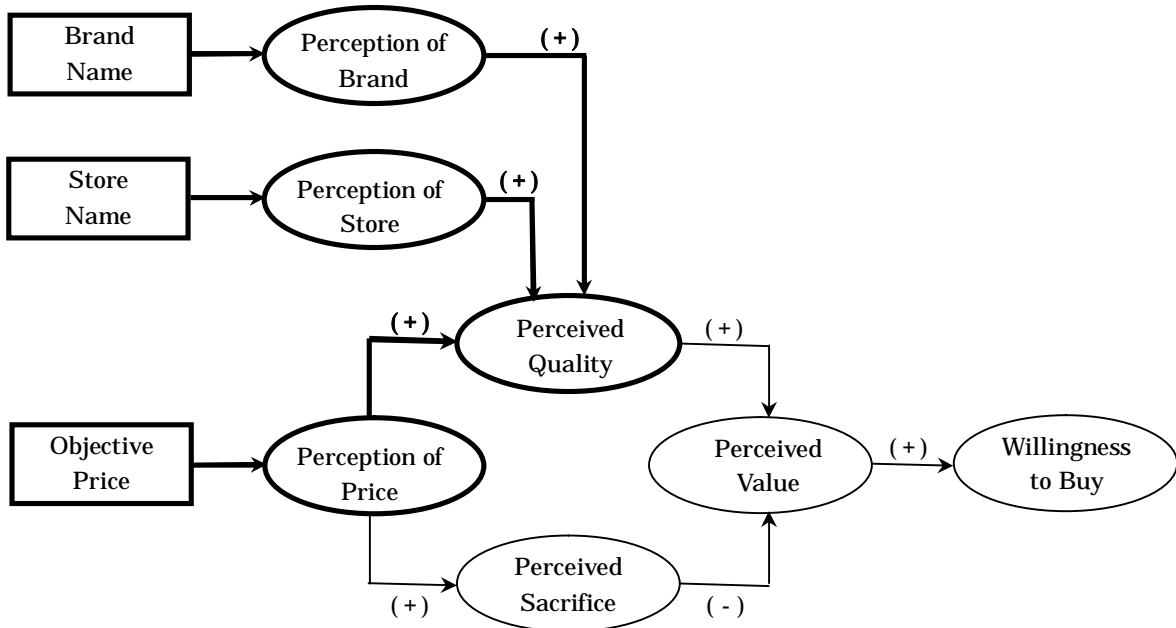 Brand
Name
Perception of
Brand
(+)
Store
Name
Perception of
Store
(+)
(+)
Perceived
Quality
(+)
Objective
Price
Perception of
Price
Perceived
Value
(+)
Willingness
to Buy
(+)
Perceived
Sacrifice
(-)